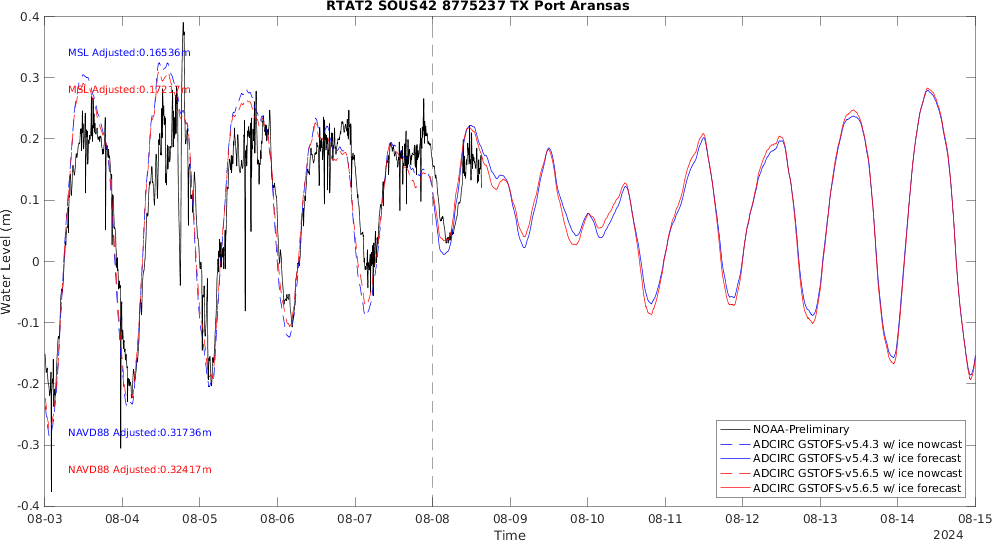 RTAT2 SOUS42 8775237 TX Port Aransas
0.4
0.3
0.2
0.1
0
-0.1
-0.2
-0.3
-0.4
Water Level (m)
MSL Adjusted:0.16536m
MSL Adjusted:0.17217m
NAVD88 Adjusted:0.31736m
NAVD88 Adjusted:0.32417m
NOAA-Preliminary
ADCIRC GSTOFS-v5.4.3 w/ ice nowcast
ADCIRC GSTOFS-v5.4.3 w/ ice forecast
ADCIRC GSTOFS-v5.6.5 w/ ice nowcast
ADCIRC GSTOFS-v5.6.5 w/ ice forecast
08-03 08-04 08-05 08-06 08-07 08-08 08-09 08-10 08-11 08-12 08-13 08-14 08-15
Time
2024